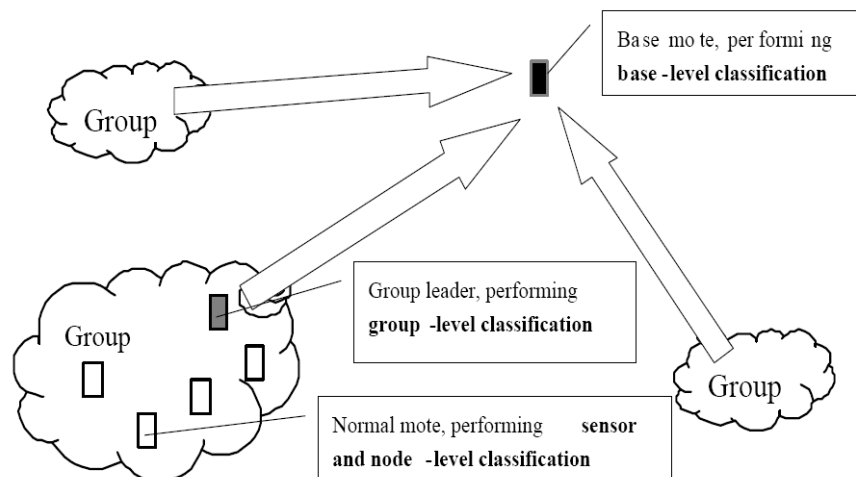 Base mo te, per formi ng
base -level classification
Group
Group leader, performing
group -level classification
Group
Group
Normal mote, performing sensor
and node -level classification